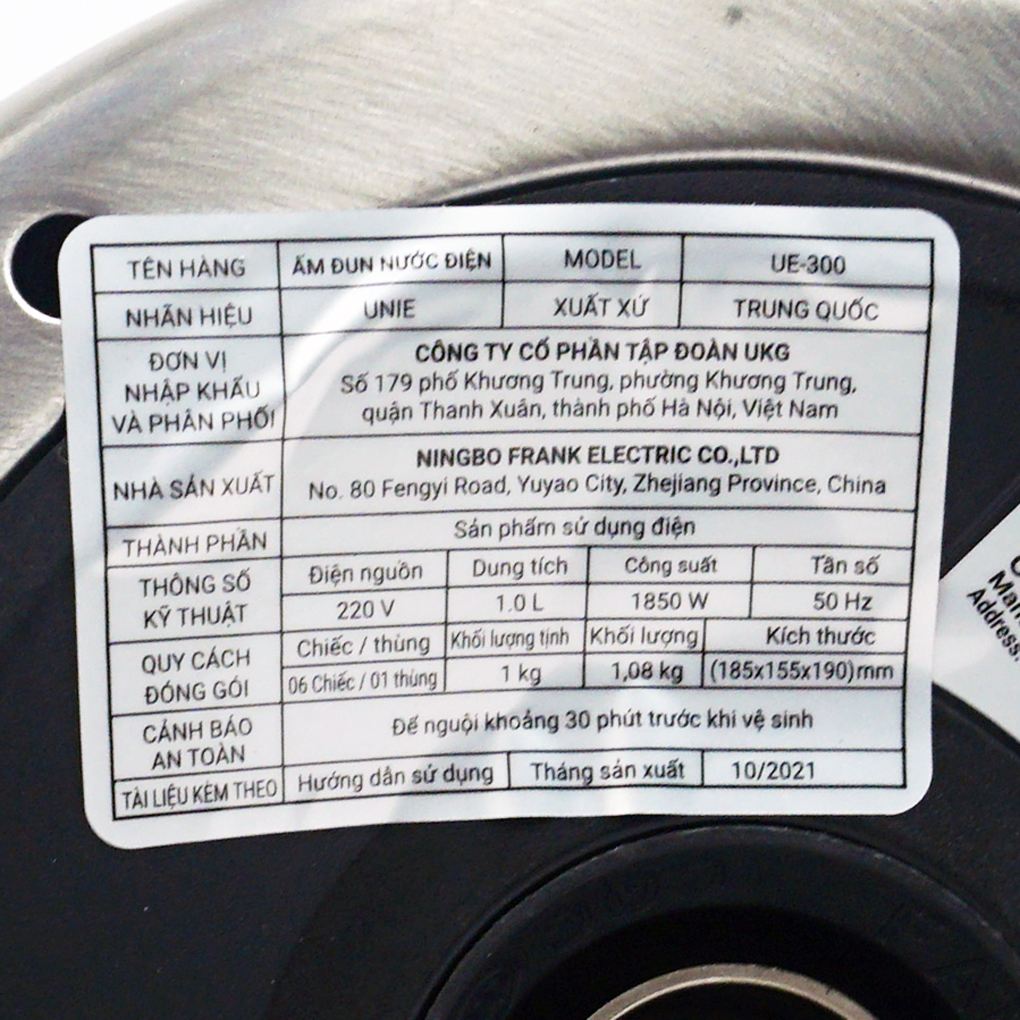 TÊN HÀNG ẤM ĐUN NƯỚC ĐIỆN MODEL UE-300
NHÃN HIỆU UNIE XUẤT XỨ TRUNG QUỐC
ĐƠN VỊ
NHẬP KHẨU
VÀ PHÂN PHỐI
CÔNG TY CỔ PHẦN TẬP ĐOÀN UKG
Số 179 phố Khương Trung, phường Khương Trung,
quận Thanh Xuân, thành phố Hà Nội, Việt Nam
NHÀ SẢN XUẤT
NINGBO FRANK ELECTRIC CO.,LTD
No. 80 Fengyi Road, Yuyao City, Zhejiang Province, China
THÀNH PHẦN Sản phẩm sử dụng điện
THÔNG SỐ
KỸ THUẬT
Điện nguồn Dung tích Công suất Tần số
220 V 1.0 L 1850 W 50 Hz
QUY CÁCH
ĐÓNG GÓI
Chiếc / thùng Khối lượng tịnh Khối lượng Kích thước
06 Chiếc / 01 thùng 1 kg 1,08 kg (185x155x190)mm
CẢNH BÁO
AN TOÀN
Để nguội khoảng 30 phút trước khi vệ sinh
TÀI LIỆU KÈM THEO Hướng dẫn sử dụng Tháng sản xuất 10/2021
Address: